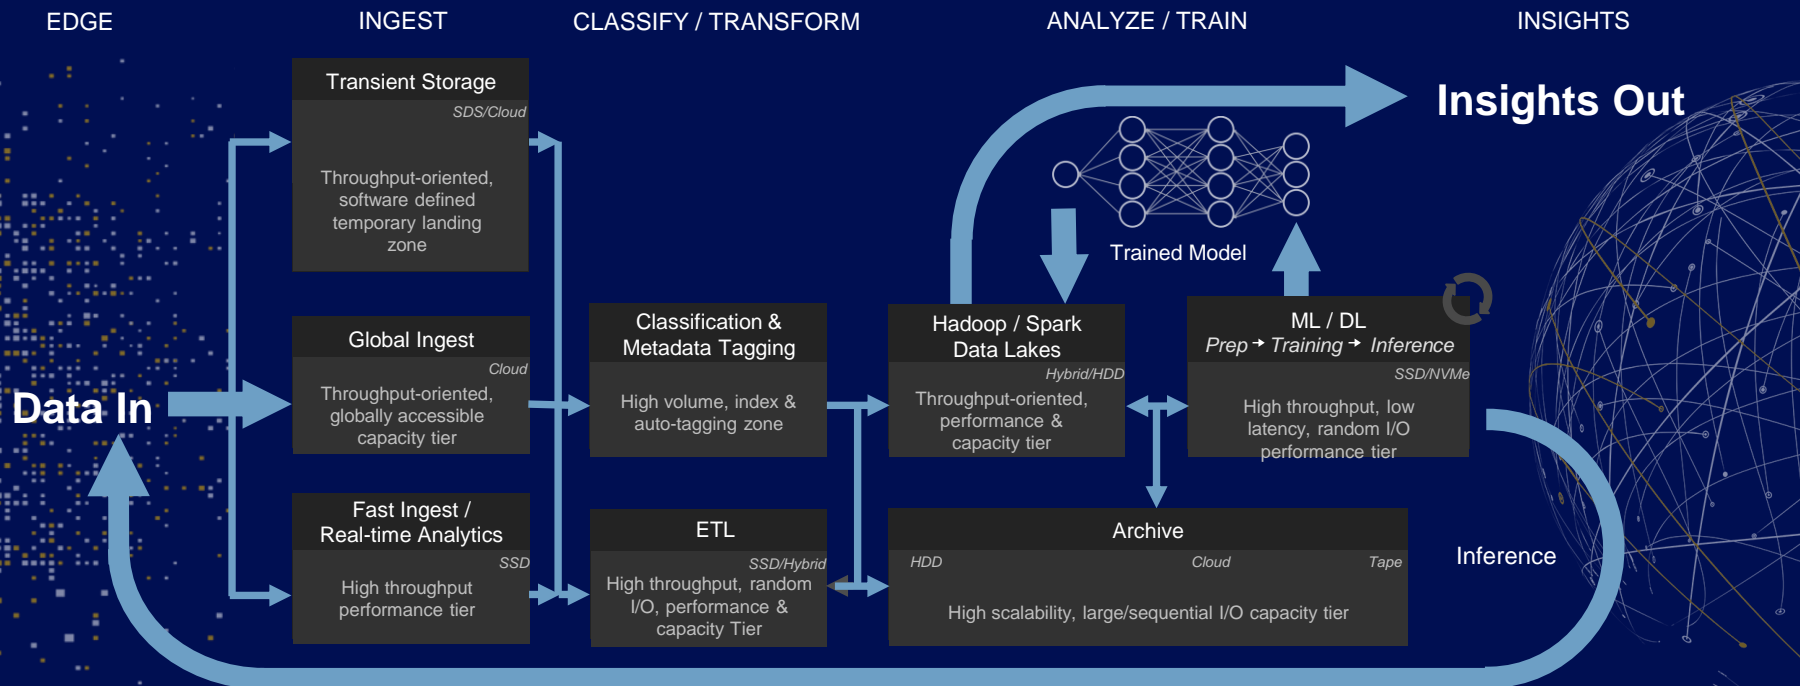 EDGE
INGEST
CLASSIFY / TRANSFORM
ANALYZE / TRAIN
INSIGHTS
Data In
Transient Storage
SDS/Cloud
Throughput-oriented,
software defined
temporary landing
zone
Global Ingest
Cloud
Throughput-oriented,
globally accessible
capacity tier
Fast Ingest /
Real-time Analytics
SSD
High throughput
performance tier
Classification &
Metadata Tagging
High volume, index &
auto-tagging zone
ETL
SSD/Hybrid
High throughput, random
I/O, performance &
capacity Tier
Hadoop / Spark
Data Lakes
Hybrid/HDD
Throughput-oriented,
performance &
capacity tier
Trained Model
ML / DL
Prep → Training → Inference
SSD/NVMe
High throughput, low
latency, random I/O
performance tier
Archive
HDD Cloud Tape
High scalability, large/sequential I/O capacity tier
Insights Out
Inference